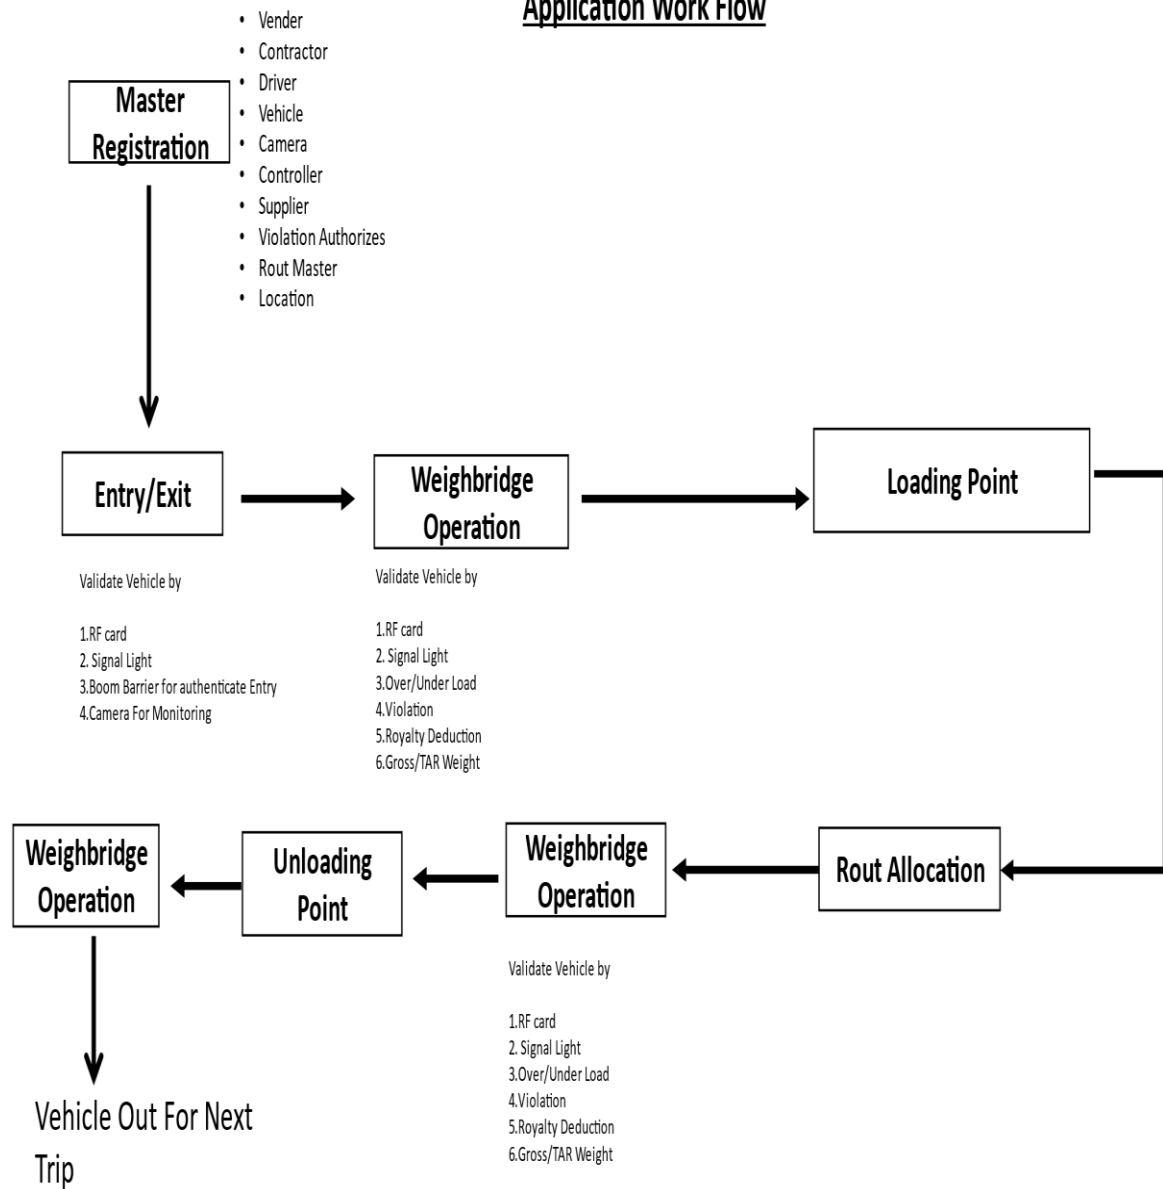 Application Work Flow
• Vender
• Contractor
• Driver
• Vehicle
• Camera
• Controller
• Supplier
• Violation Authorizes
• Rout Master
• Location
Master
Registration
Entry/Exit
Validate Vehicle by
1.RF card
2. Signal Light
3.Boom Barrier for authenticate Entry
4.Camera For Monitoring
Weighbridge
Operation
Validate Vehicle by
1.RF card
2. Signal Light
3.Over/Under Load
4.Violation
5.Royalty Deduction
6.Gross/TAR Weight
Loading Point
Rout Allocation
Weighbridge
Operation
Validate Vehicle by
1.RF card
2. Signal Light
3.Over/Under Load
4.Violation
5.Royalty Deduction
6.Gross/TAR Weight
Unloading
Point
Weighbridge
Operation
Vehicle Out For Next
Trip